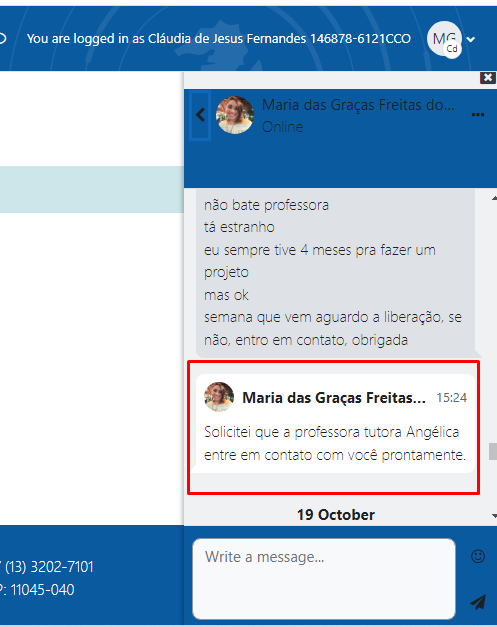 You are logged in as Cláudia de Jesus Fernandes 146878-6121CCO
MG
Cd
Maria das Graças Freitas do...
Online
não bate professora
tá estranho
eu sempre tive 4 meses pra fazer um
projeto
mas ok
semana que vem aguardo a liberação, se
não, entro em contato, obrigada
Maria das Graças Freitas... 15:24
Solicitei que a professora tutora Angélica
entre em contato com você prontamente.
19 October
Write a message...
/ (13) 3202-7101
P: 11045-040